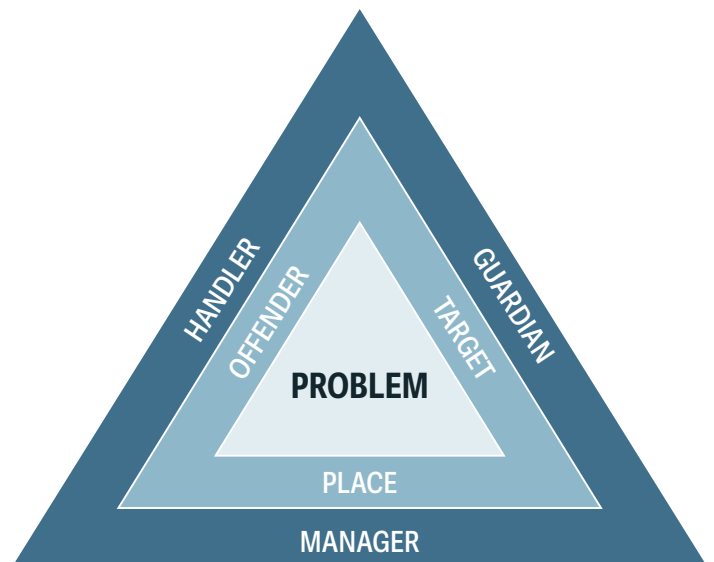 HANDLER
OFFENDER
GUARDIAN
TARGET
PROBLEM
PLACE
MANAGER